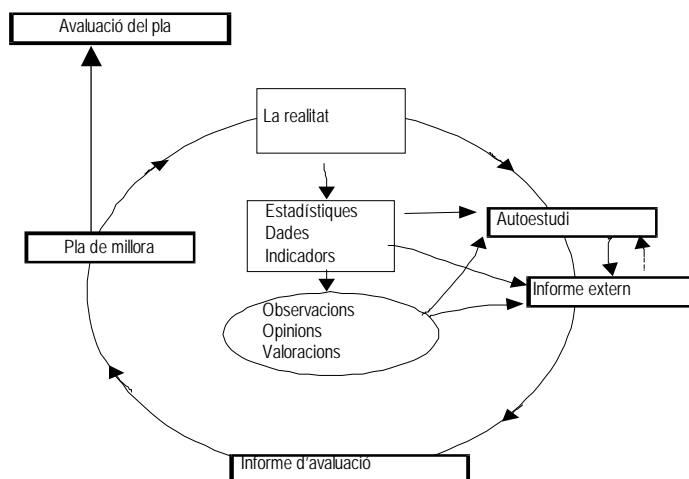 Avaluació del pla
La realitat
Estadístiques
Dades
Indicadors
Autoestudi
Pla de millora
Informe extern
Observacions
Opinions
Valoracions
Informe d'avaluació